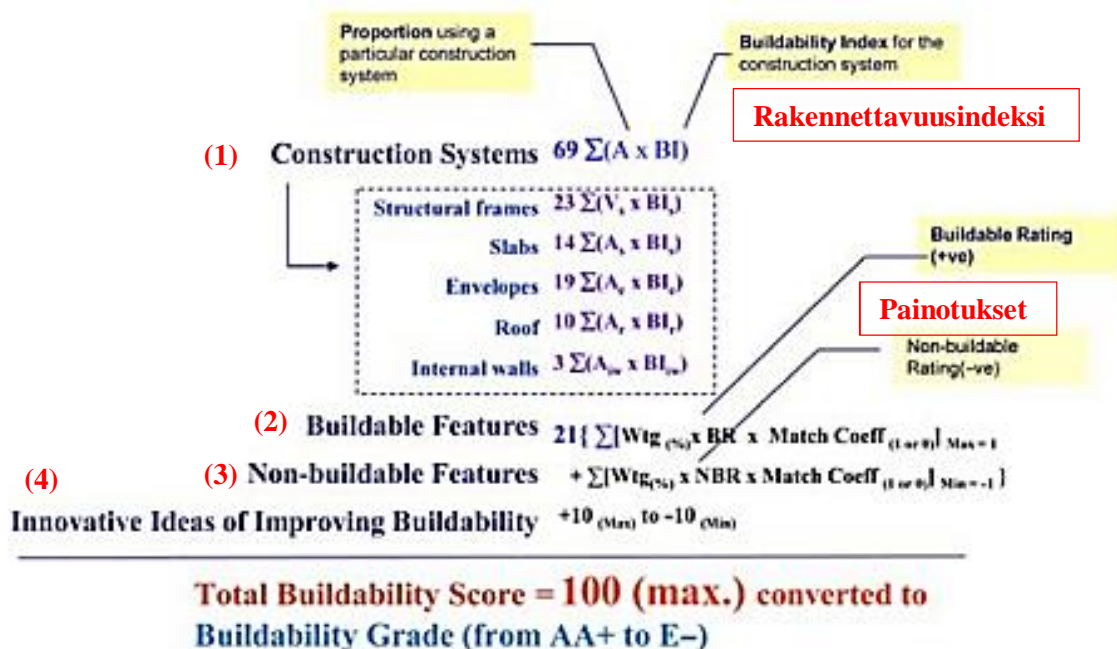 Proportion using a
particular construction
system
Buildability Index for the
construction system
Rakennettavuusindeksi
(1) Construction Systems 69 ∑(A x BI)
Structural frames 23 ∑(Vs x BIs)
Slabs 14 ∑(As x BIs)
Envelopes 19 ∑(Ae x BIe)
Roof 10 ∑(Ar x BIr)
Internal walls 3 ∑(Aiw x BIiw)
Buildable Rating
(+ve)
Painotukset
Non-buildable
Rating(-ve)
(2) Buildable Features 21{ ∑[Wtg (%) x BR x Match Coeff (1 or 0)] Max = 1
(3) Non-buildable Features + ∑[Wtg(%) x NBR x Match Coeff (1 or 0)] Min = -1 }
(4)
Innovative Ideas of Improving Buildability +10 (Max) to -10 (Min)
Total Buildability Score = 100 (max.) converted to
Buildability Grade (from AA+ to E-)